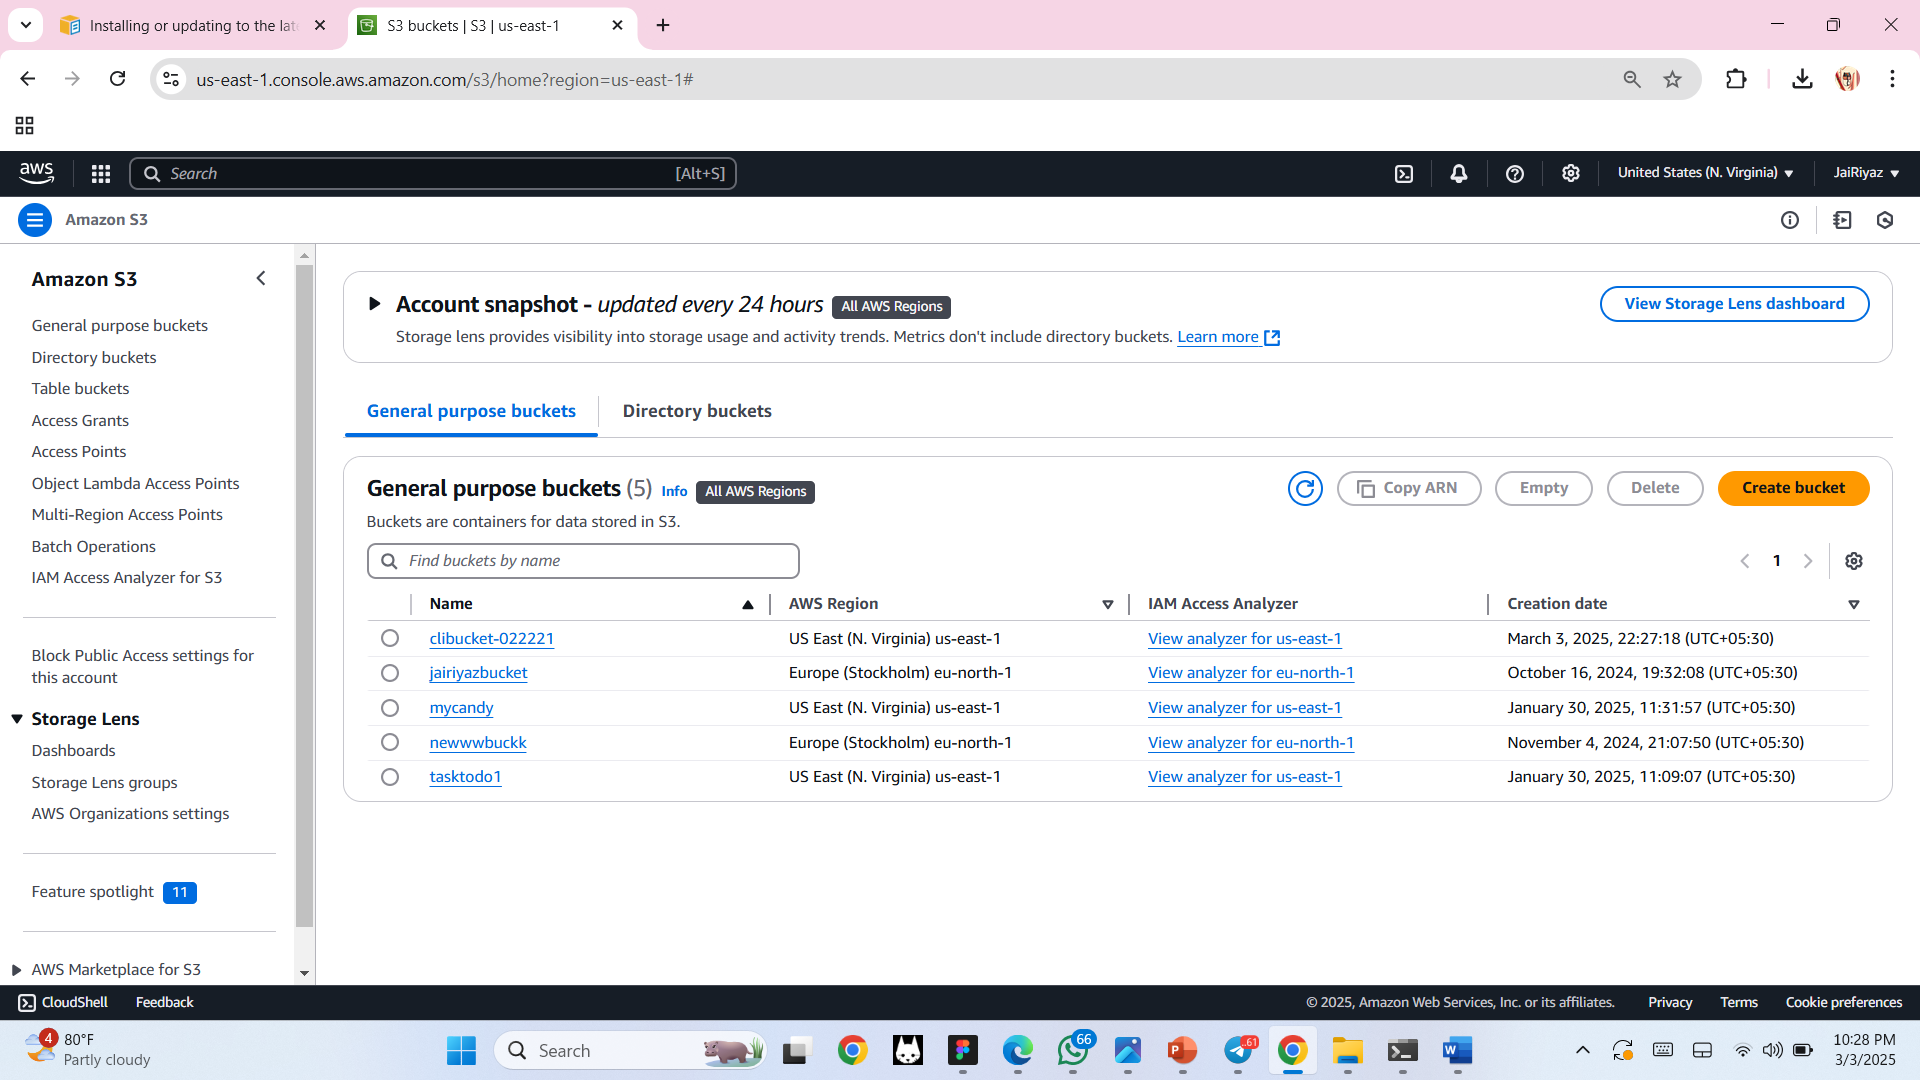 Installing or updating to the late
S3 buckets | S3 | us-east-1
us-east-1.console.aws.amazon.com/s3/home?region=us-east-1#
aws
Search
[Alt+S]
United States (N. Virginia)
JaiRiyaz
Amazon S3
Amazon S3
General purpose buckets
Directory buckets
Table buckets
Access Grants
Access Points
Object Lambda Access Points
Multi-Region Access Points
Batch Operations
IAM Access Analyzer for S3
Block Public Access settings for
this account
Storage Lens
Dashboards
Storage Lens groups
AWS Organizations settings
Feature spotlight 11
AWS Marketplace for S3
Account snapshot - updated every 24 hours All AWS Regions
View Storage Lens dashboard
Storage lens provides visibility into storage usage and activity trends. Metrics don't include directory buckets. Learn more
General purpose buckets
Directory buckets
General purpose buckets (5) Info All AWS Regions
Copy ARN
Empty
Delete
Create bucket
Buckets are containers for data stored in S3.
Find buckets by name
1
Name AWS Region IAM Access Analyzer Creation date
clibucket-022221 US East (N. Virginia) us-east-1 View analyzer for us-east-1 March 3, 2025, 22:27:18 (UTC+05:30)
jairiyazbucket Europe (Stockholm) eu-north-1 View analyzer for eu-north-1 October 16, 2024, 19:32:08 (UTC+05:30)
mycandy US East (N. Virginia) us-east-1 View analyzer for us-east-1 January 30, 2025, 11:31:57 (UTC+05:30)
newwwbuckk Europe (Stockholm) eu-north-1 View analyzer for eu-north-1 November 4, 2024, 21:07:50 (UTC+05:30)
tasktodo1 US East (N. Virginia) us-east-1 View analyzer for us-east-1 January 30, 2025, 11:09:07 (UTC+05:30)
CloudShell Feedback
© 2025, Amazon Web Services, Inc. or its affiliates. Privacy Terms Cookie preferences
4
80°F
Partly cloudy
Search
66
.61
P
W
10:28 PM
3/3/2025